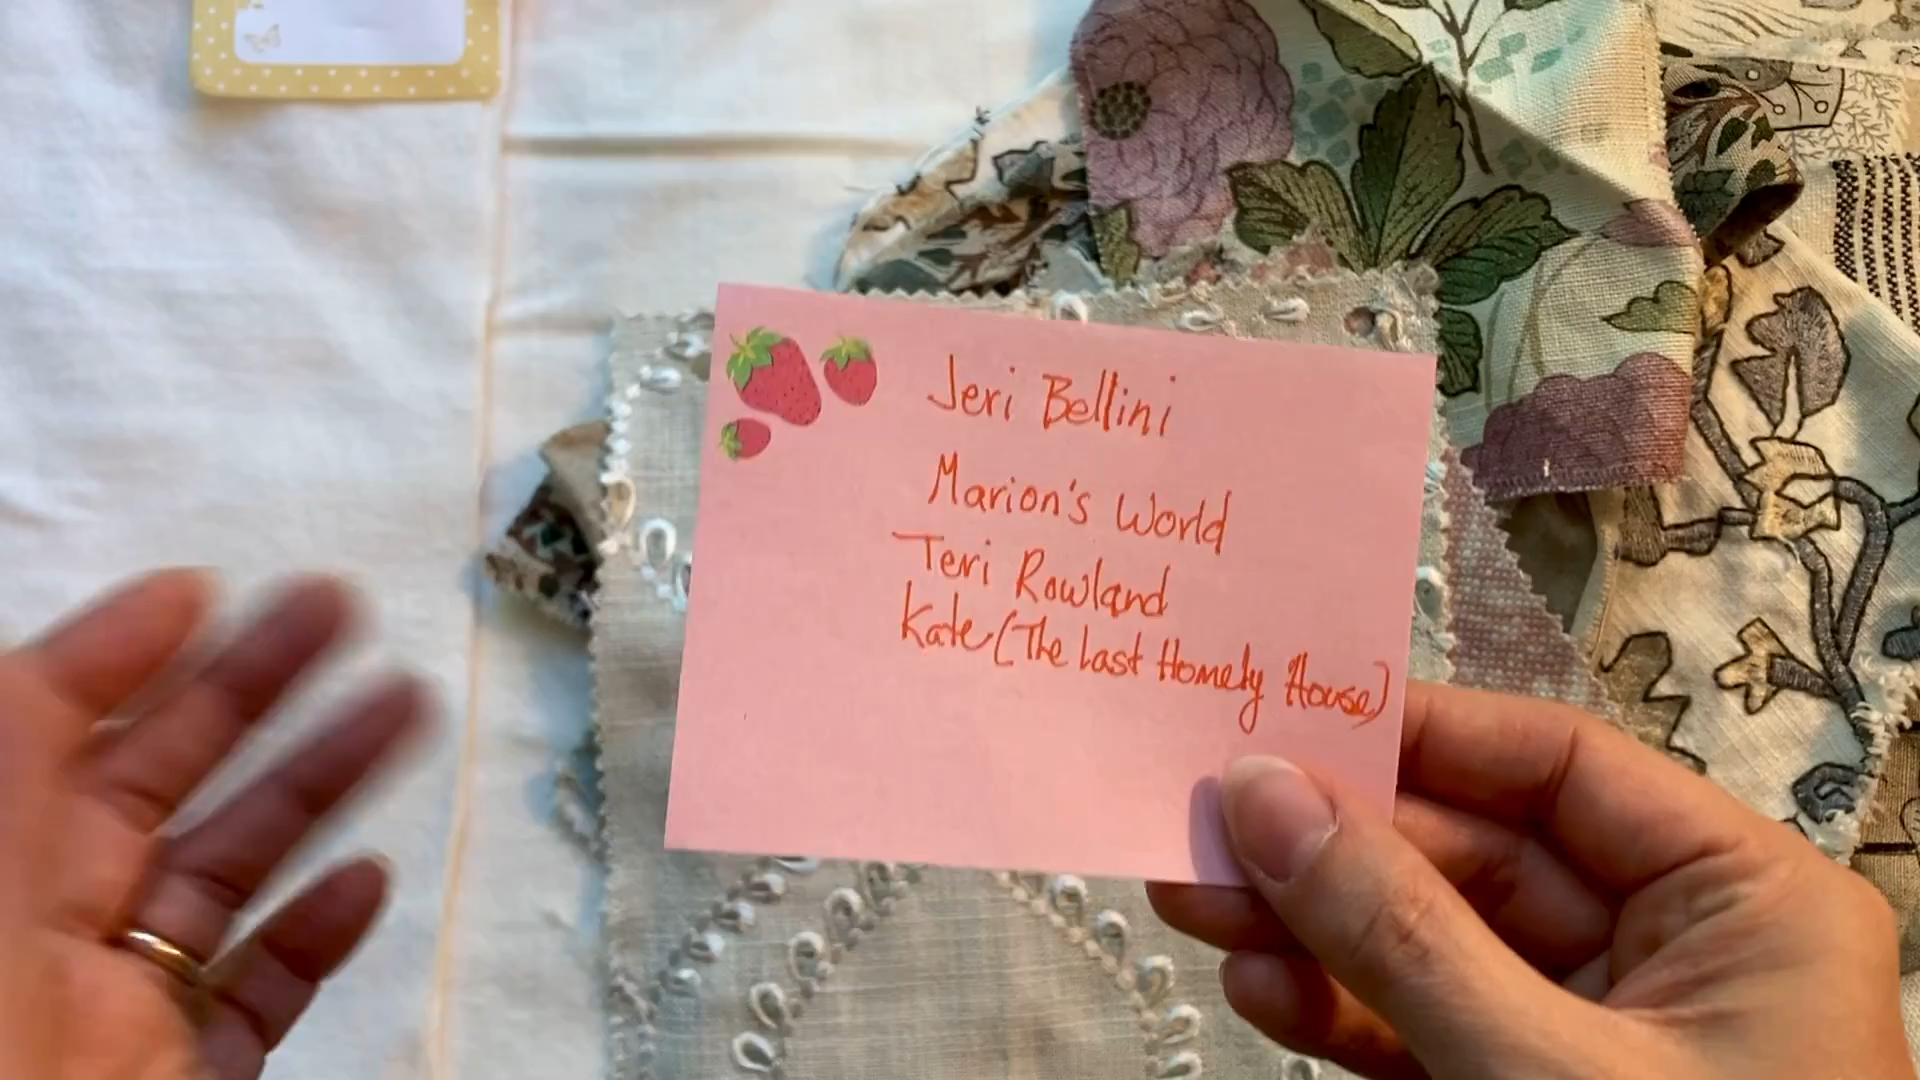 Jeri Bellini
Marion's World
Teri Rowland
Kate (The Last Homely House)